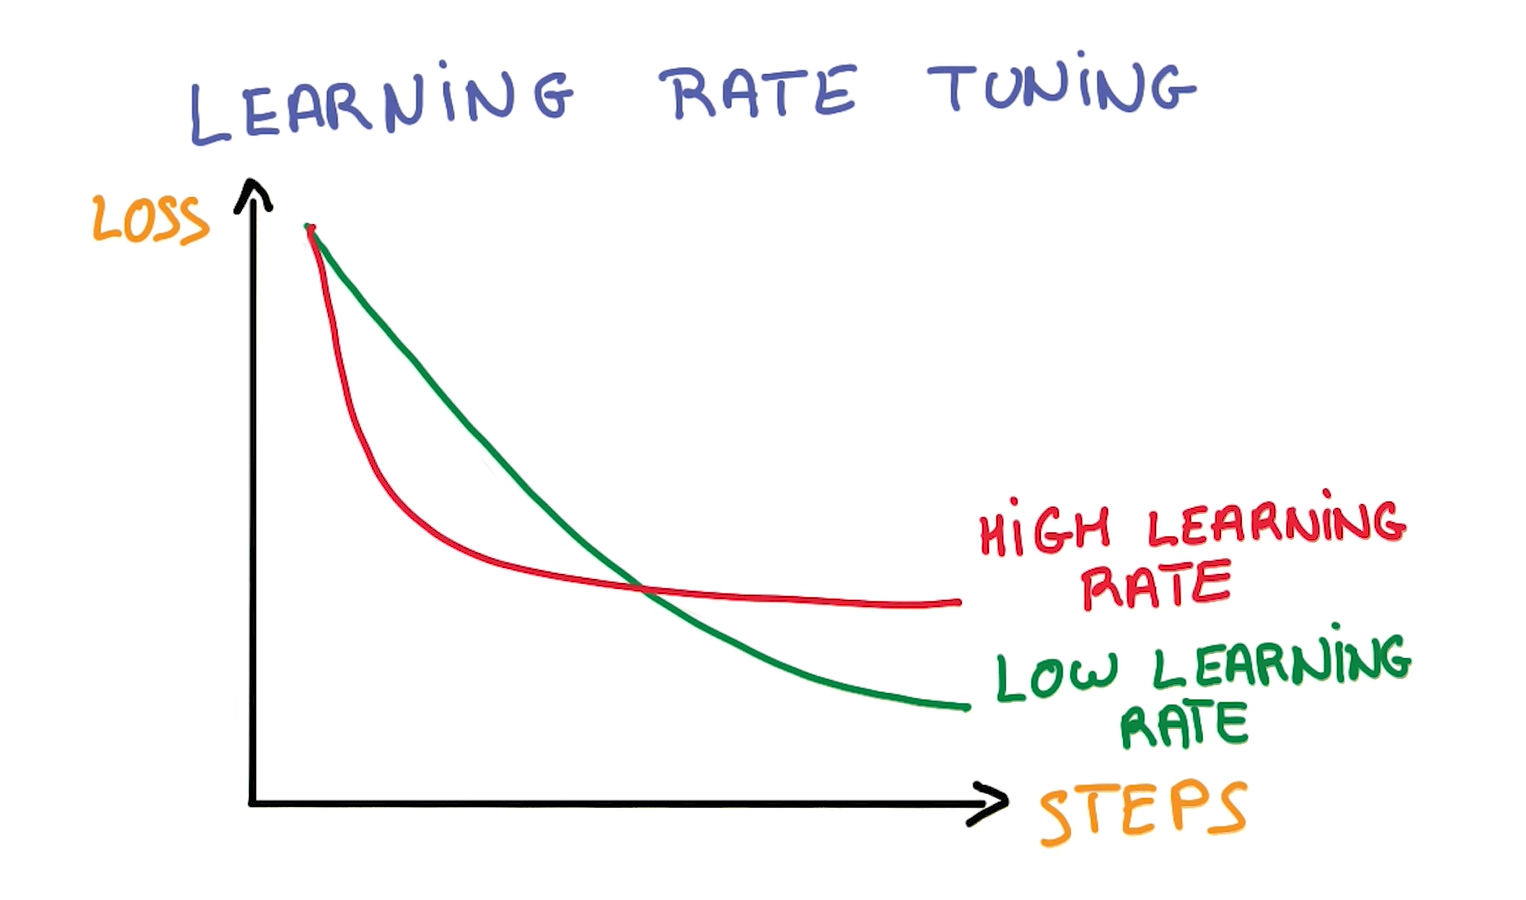 LEARNING RATE TUNING
LOSS
HIGH LEARNING
RATE
LOW LEARNING
RATE
STEPS